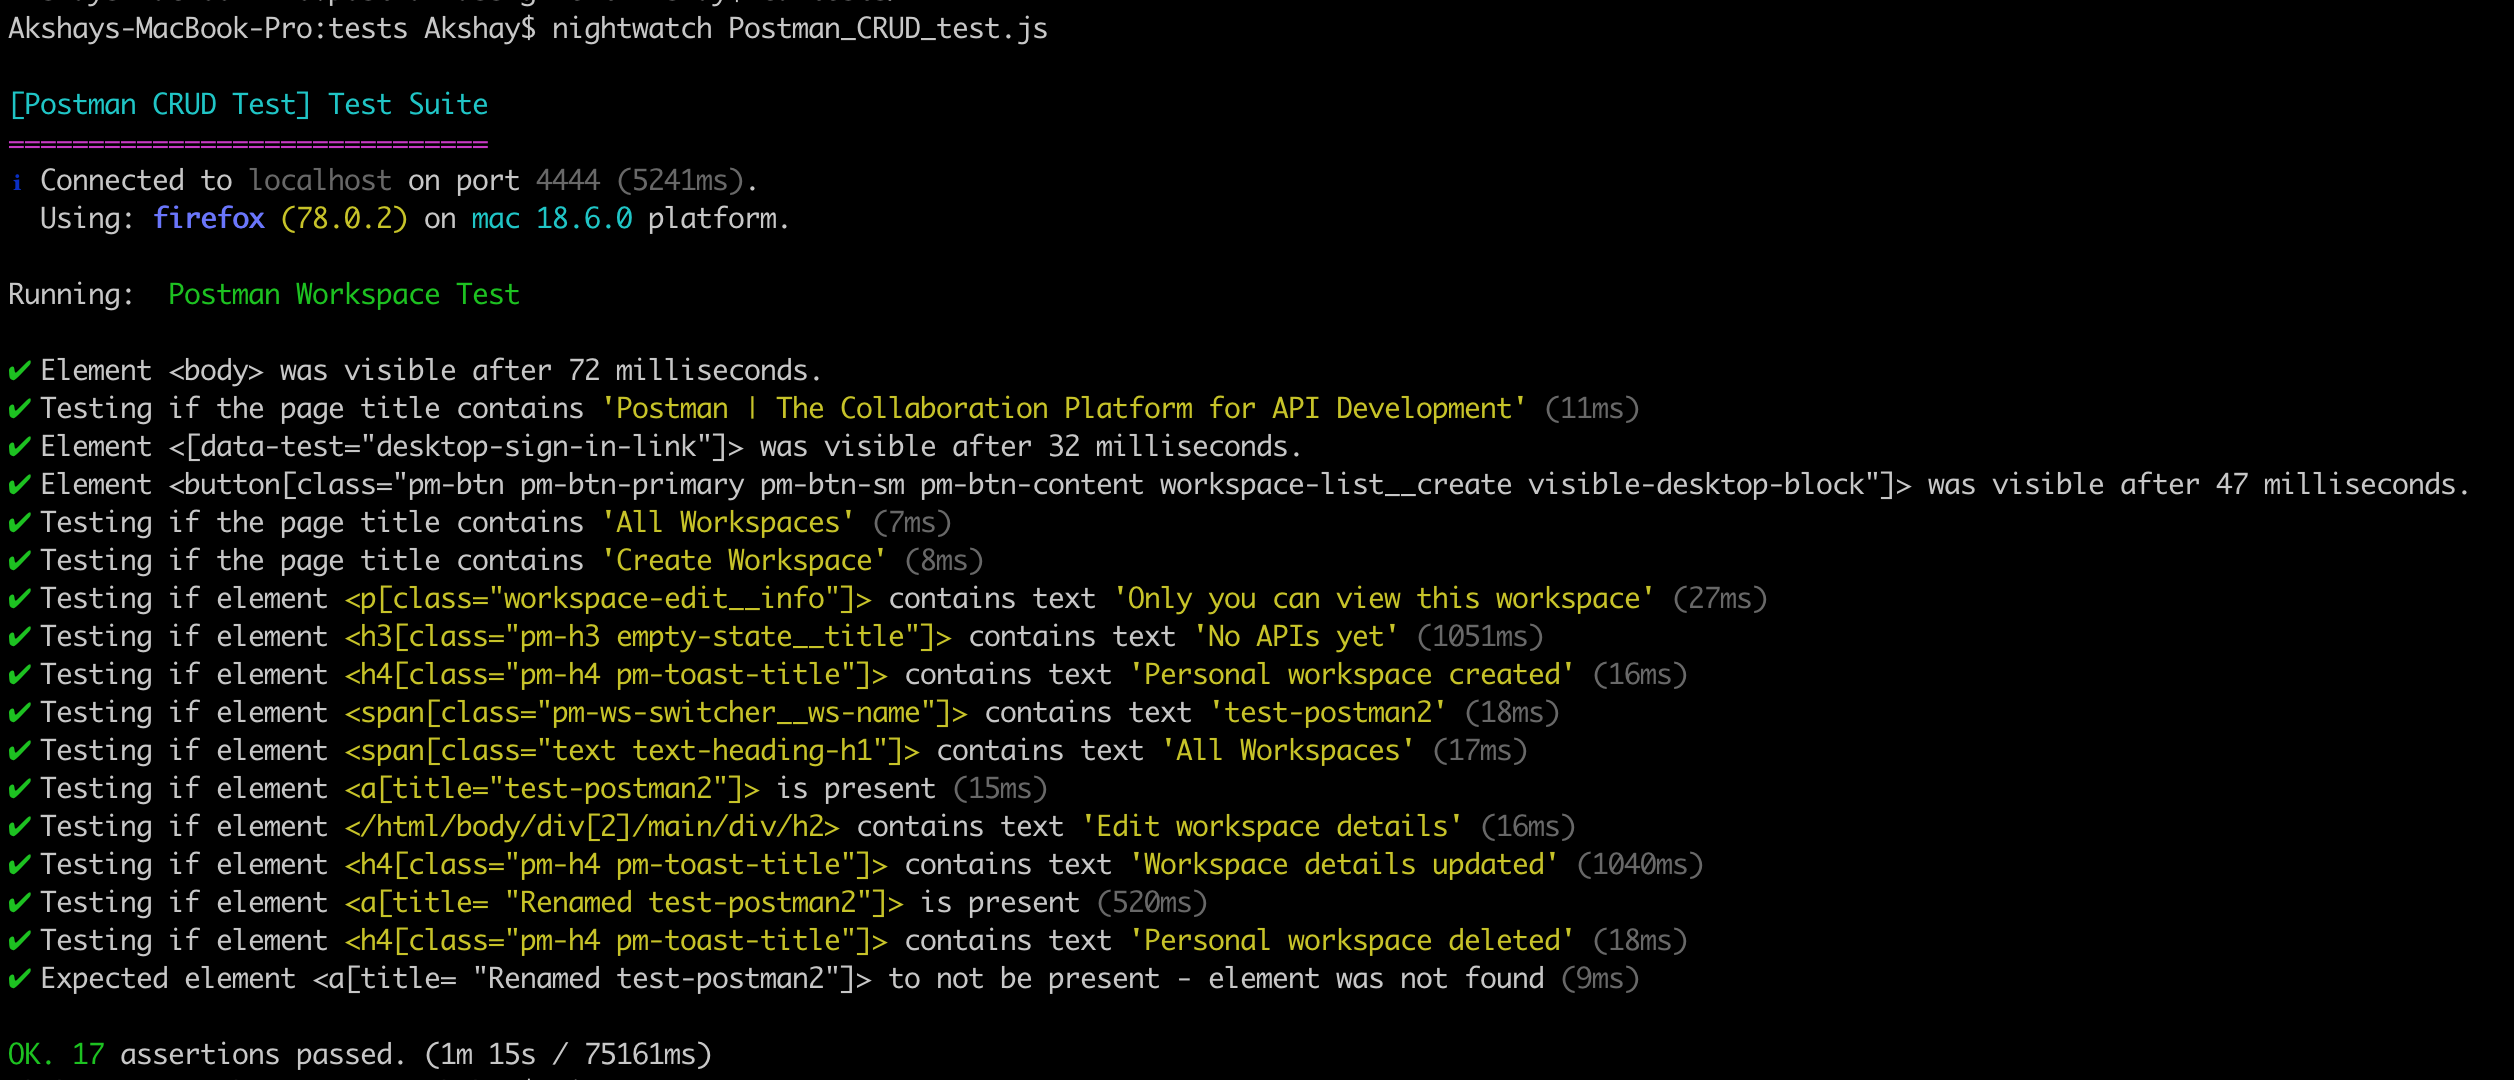 Akshays-MacBook-Pro:tests Akshay$ nightwatch Postman_CRUD_test.js
[Postman CRUD Test] Test Suite
==============================
ℹ Connected to localhost on port 4444 (5241ms).
Using: firefox (78.0.2) on mac 18.6.0 platform.
Running:  Postman Workspace Test
✔ Element <body> was visible after 72 milliseconds.
✔ Testing if the page title contains 'Postman | The Collaboration Platform for API Development' (11ms)
✔ Element <[data-test="desktop-sign-in-link"]> was visible after 32 milliseconds.
✔ Element <button[class="pm-btn pm-btn-primary pm-btn-sm pm-btn-content workspace-list__create visible-desktop-block"]> was visible after 47 milliseconds.
✔ Testing if the page title contains 'All Workspaces' (7ms)
✔ Testing if the page title contains 'Create Workspace' (8ms)
✔ Testing if element <p[class="workspace-edit__info"]> contains text 'Only you can view this workspace' (27ms)
✔ Testing if element <h3[class="pm-h3 empty-state__title"]> contains text 'No APIs yet' (1051ms)
✔ Testing if element <h4[class="pm-h4 pm-toast-title"]> contains text 'Personal workspace created' (16ms)
✔ Testing if element <span[class="pm-ws-switcher__ws-name"]> contains text 'test-postman2' (18ms)
✔ Testing if element <span[class="text text-heading-h1"]> contains text 'All Workspaces' (17ms)
✔ Testing if element <a[title="test-postman2"]> is present (15ms)
✔ Testing if element </html/body/div[2]/main/div/h2> contains text 'Edit workspace details' (16ms)
✔ Testing if element <h4[class="pm-h4 pm-toast-title"]> contains text 'Workspace details updated' (1040ms)
✔ Testing if element <a[title= "Renamed test-postman2"]> is present (520ms)
✔ Testing if element <h4[class="pm-h4 pm-toast-title"]> contains text 'Personal workspace deleted' (18ms)
✔ Expected element <a[title= "Renamed test-postman2"]> to not be present - element was not found (9ms)
OK. 17 assertions passed. (1m 15s / 75161ms)